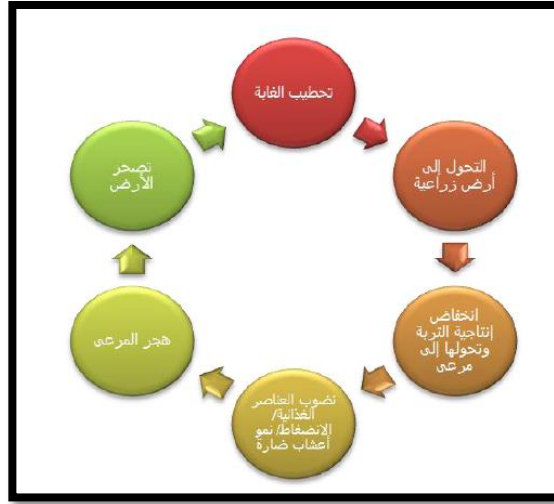 تحطيب الغابة
التحول إلى
أرض زراعية
انخفاض
إنتاجية التربة
وتحولها إلى
مرعى
نضوب العناصر
الغذائية/
الانضغاط/ نمو
أعشاب ضارة
هجر المرعى
تصحر
الأرض